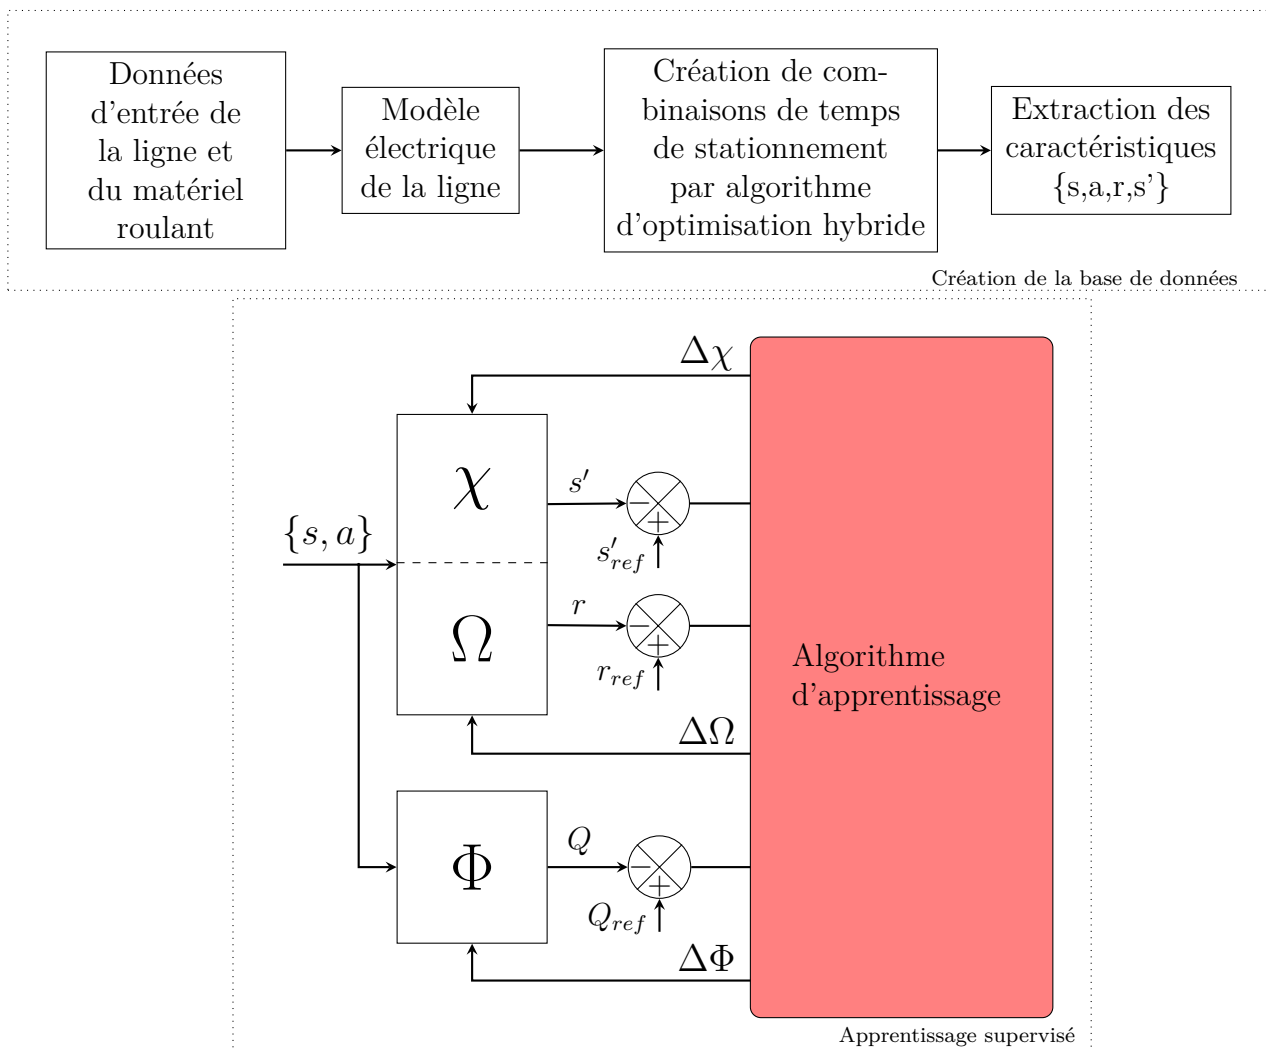 Données
d'entrée de
la ligne et
du matériel
roulant
Modèle
électrique
de la ligne
Création de com-
binaisons de temps
de stationnement
par algorithme
d'optimisation hybride
Extraction des
caractéristiques
{s,a,r,s'}
Création de la base de données
Δχ
χ
s′
−
+
s′ref
{s, a}
Ω
r
−
+
rref
Algorithme
d'apprentissage
ΔΩ
Φ
Q
−
+
Qref
ΔΦ
Apprentissage supervisé